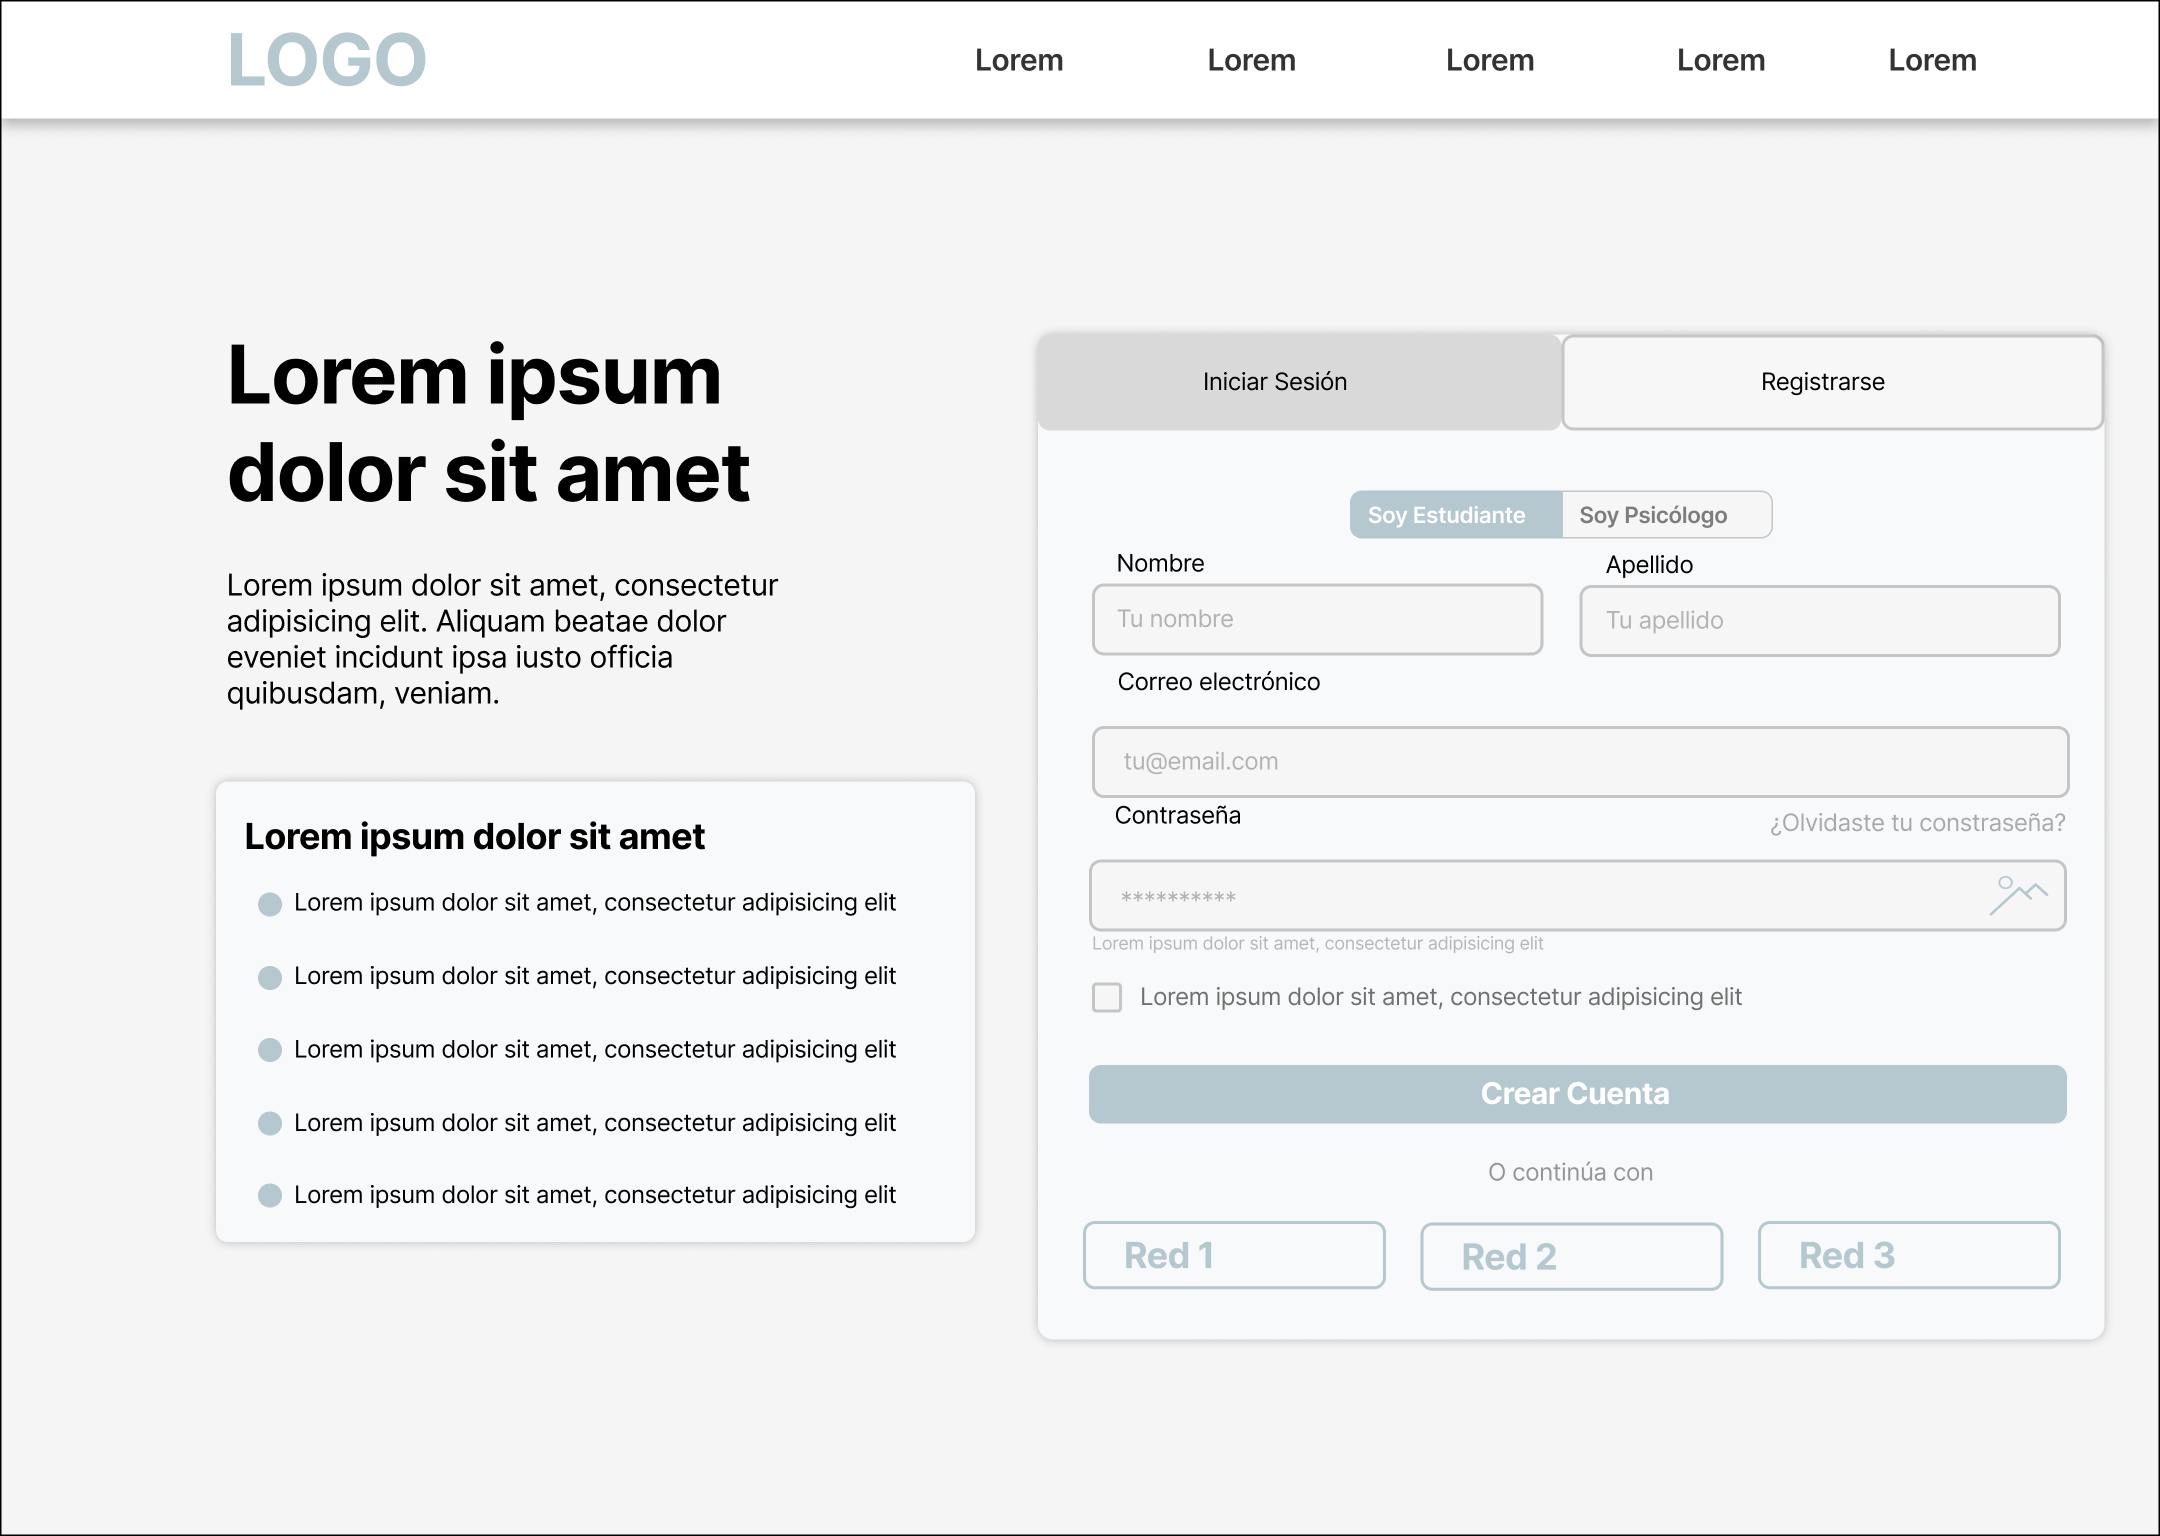 LOGO
Lorem
Lorem
Lorem
Lorem
Lorem
Lorem ipsum
dolor sit amet
Lorem ipsum dolor sit amet, consectetur
adipisicing elit. Aliquam beatae dolor
eveniet incidunt ipsa iusto officia
quibusdam, veniam.
Lorem ipsum dolor sit amet
Lorem ipsum dolor sit amet, consectetur adipisicing elit
Lorem ipsum dolor sit amet, consectetur adipisicing elit
Lorem ipsum dolor sit amet, consectetur adipisicing elit
Lorem ipsum dolor sit amet, consectetur adipisicing elit
Lorem ipsum dolor sit amet, consectetur adipisicing elit
Iniciar Sesión
Registrarse
Soy Estudiante
Soy Psicólogo
Nombre
Apellido
Tu nombre
Tu apellido
Correo electrónico
tu@email.com
Contraseña
¿Olvidaste tu constraseña?
**********
Lorem ipsum dolor sit amet, consectetur adipisicing elit
Lorem ipsum dolor sit amet, consectetur adipisicing elit
Crear Cuenta
O continúa con
Red 1
Red 2
Red 3